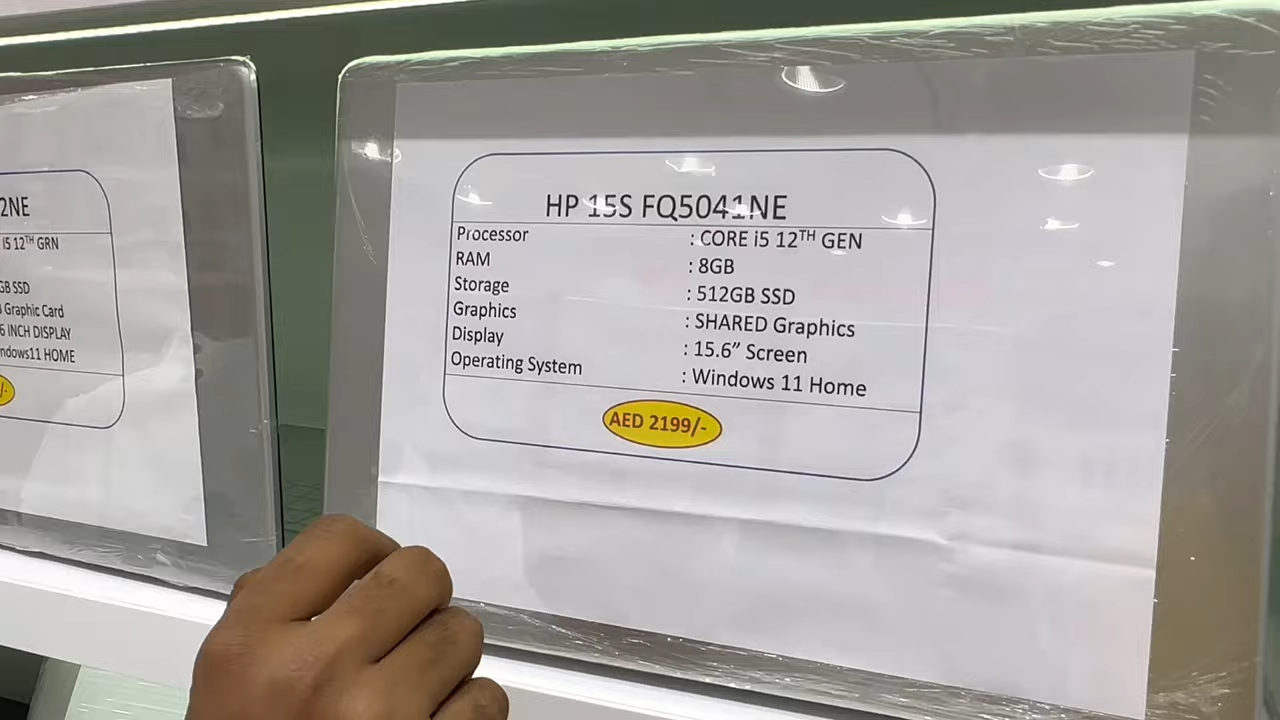 2NE
i5 12TH GRN
GB SSD
Graphic Card
6 INCH DISPLAY
ndows11 HOME
/-
HP 15S FQ5041NE
Processor : CORE i5 12TH GEN
RAM : 8GB
Storage : 512GB SSD
Graphics : SHARED Graphics
Display : 15.6” Screen
Operating System : Windows 11 Home
AED 2199/-